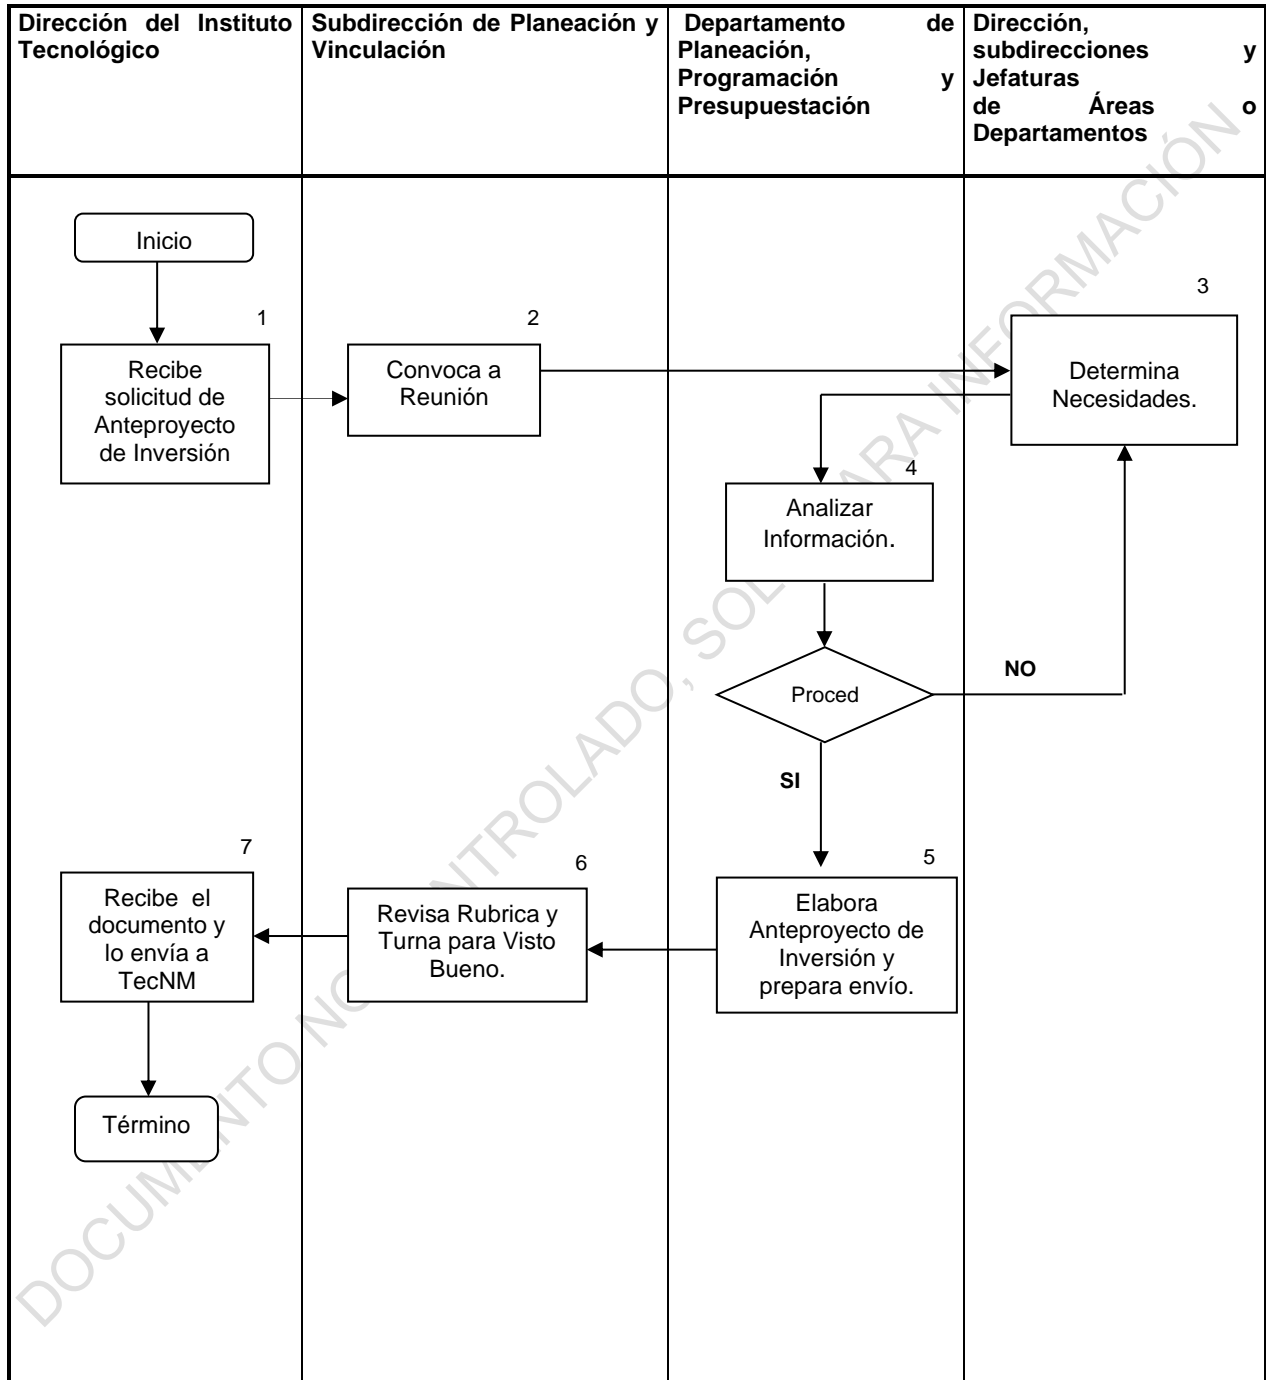 Dirección del Instituto
Tecnológico
Subdirección de Planeación y
Vinculación
Departamento de
Planeación,
Programación y
Presupuestación
Dirección,
subdirecciones y
Jefaturas
de Áreas o
Departamentos
Inicio
1
Recibe
solicitud de
Anteproyecto
de Inversión
2
Convoca a
Reunión
3
Determina
Necesidades.
4
Analizar
Información.
Proced
NO
SI
5
Elabora
Anteproyecto de
Inversión y
prepara envío.
6
Revisa Rubrica y
Turna para Visto
Bueno.
7
Recibe el
documento y
lo envía a
TecNM
Término
DOCUMENTO NO CONTROLADO, SOLO PARA INFORMACIÓN